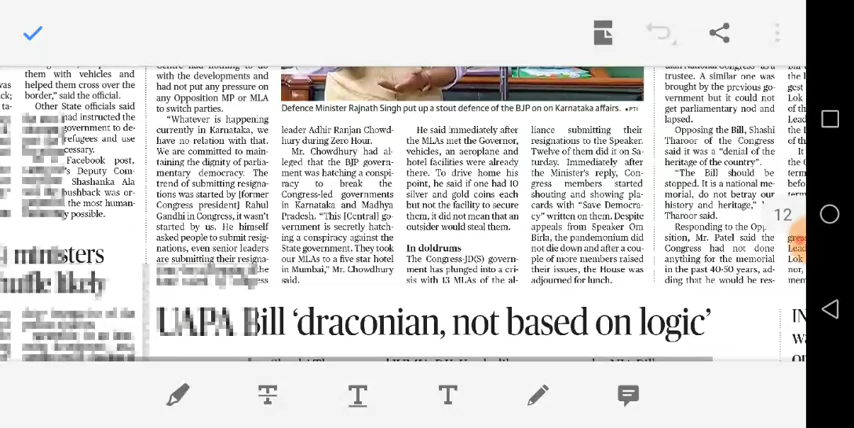 them with vehicles and
helped them cross over the
border," said the official.
Other State officials said
had instructed the
government to de-
refugees and use
cessary.
Facebook post,
's Deputy Com-
Shashanka Ala
pushback was or-
the most human-
y possible.
ministers
likely
with the developments and
had not put any pressure on
any Opposition MP or MLA
to switch parties.
"Whatever is happening
currently in Karnataka, we
have no relation with that.
We are committed to main-
taining the dignity of parlia-
mentary democracy. The
trend of submitting resigna-
tions was started by [former
Congress president] Rahul
Gandhi in Congress, it wasn't
started by us. He himself
asked people to submit resig-
nations, even senior leaders
are submitting their resigna-
Defence Minister Rajnath Singh put up a stout defence of the BJP on on Karnataka affairs. •PTI
leader Adhir Ranjan Chowd-
hury during Zero Hour.
Mr. Chowdhury had al-
leged that the BJP govern-
ment was hatching a conspi-
racy to break the
Congress-led governments
in Karnataka and Madhya
Pradesh. "This [Central] go-
vernment is secretly hatch-
ing a conspiracy against the
State government. They took
our MLAs to a five star hotel
in Mumbai," Mr. Chowdhury
said.
He said immediately after
the MLAs met the Governor,
vehicles, an aeroplane and
hotel facilities were already
there. To drive home his
point, he said if one had 10
silver and gold coins each
but not the facility to secure
them, it did not mean that an
outsider would steal them.
In doldrums
The Congress-JD(S) govern-
ment has plunged into a cri-
sis with 13 MLAs of the al-
liance submitting their
resignations to the Speaker.
Twelve of them did it on Sa-
turday. Immediately after
the Minister's reply, Con-
gress members started
shouting and showing pla-
cards with "Save Democra-
cy" written on them. Despite
appeals from Speaker Om
Birla, the pandemonium did
not die down and after a cou-
ple of more members raised
their issues, the House was
adjourned for lunch.
trustee. A similar one was
brought by the previous go-
vernment but it could not
get parliamentary nod and
lapsed.
Opposing the Bill, Shashi
Tharoor of the Congress
said it was a "denial of the
heritage of the country".
"The Bill should be
stopped. It is a national me-
morial, do not betray our
history and heritage,"
Tharoor said.
Responding to the Opp
sition, Mr. Patel said the
Congress had not done
anything for the memorial
in the past 40-50 years, ad-
ding that he would be res-
12
UAPA Bill 'draconian, not based on logic'
T
T
T